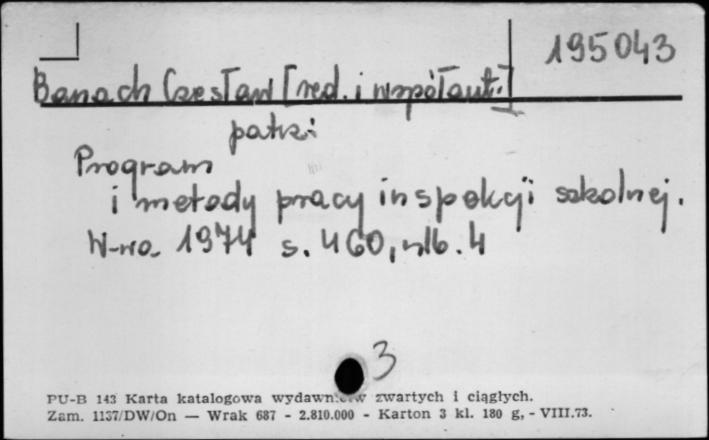 195043
Banach Czesław [red. i współaut.]
patrz:
Program
i metody pracy inspekcji szkolnej.
W-wa 1974 s. 460, nlb. 4
3
PU-B 143 Karta katalogowa wydawnictw zwartych i ciągłych.
Zam. 1137/DW/On — Wrak 687 - 2.810.000 - Karton 3 kl. 180 g, - VIII.73.